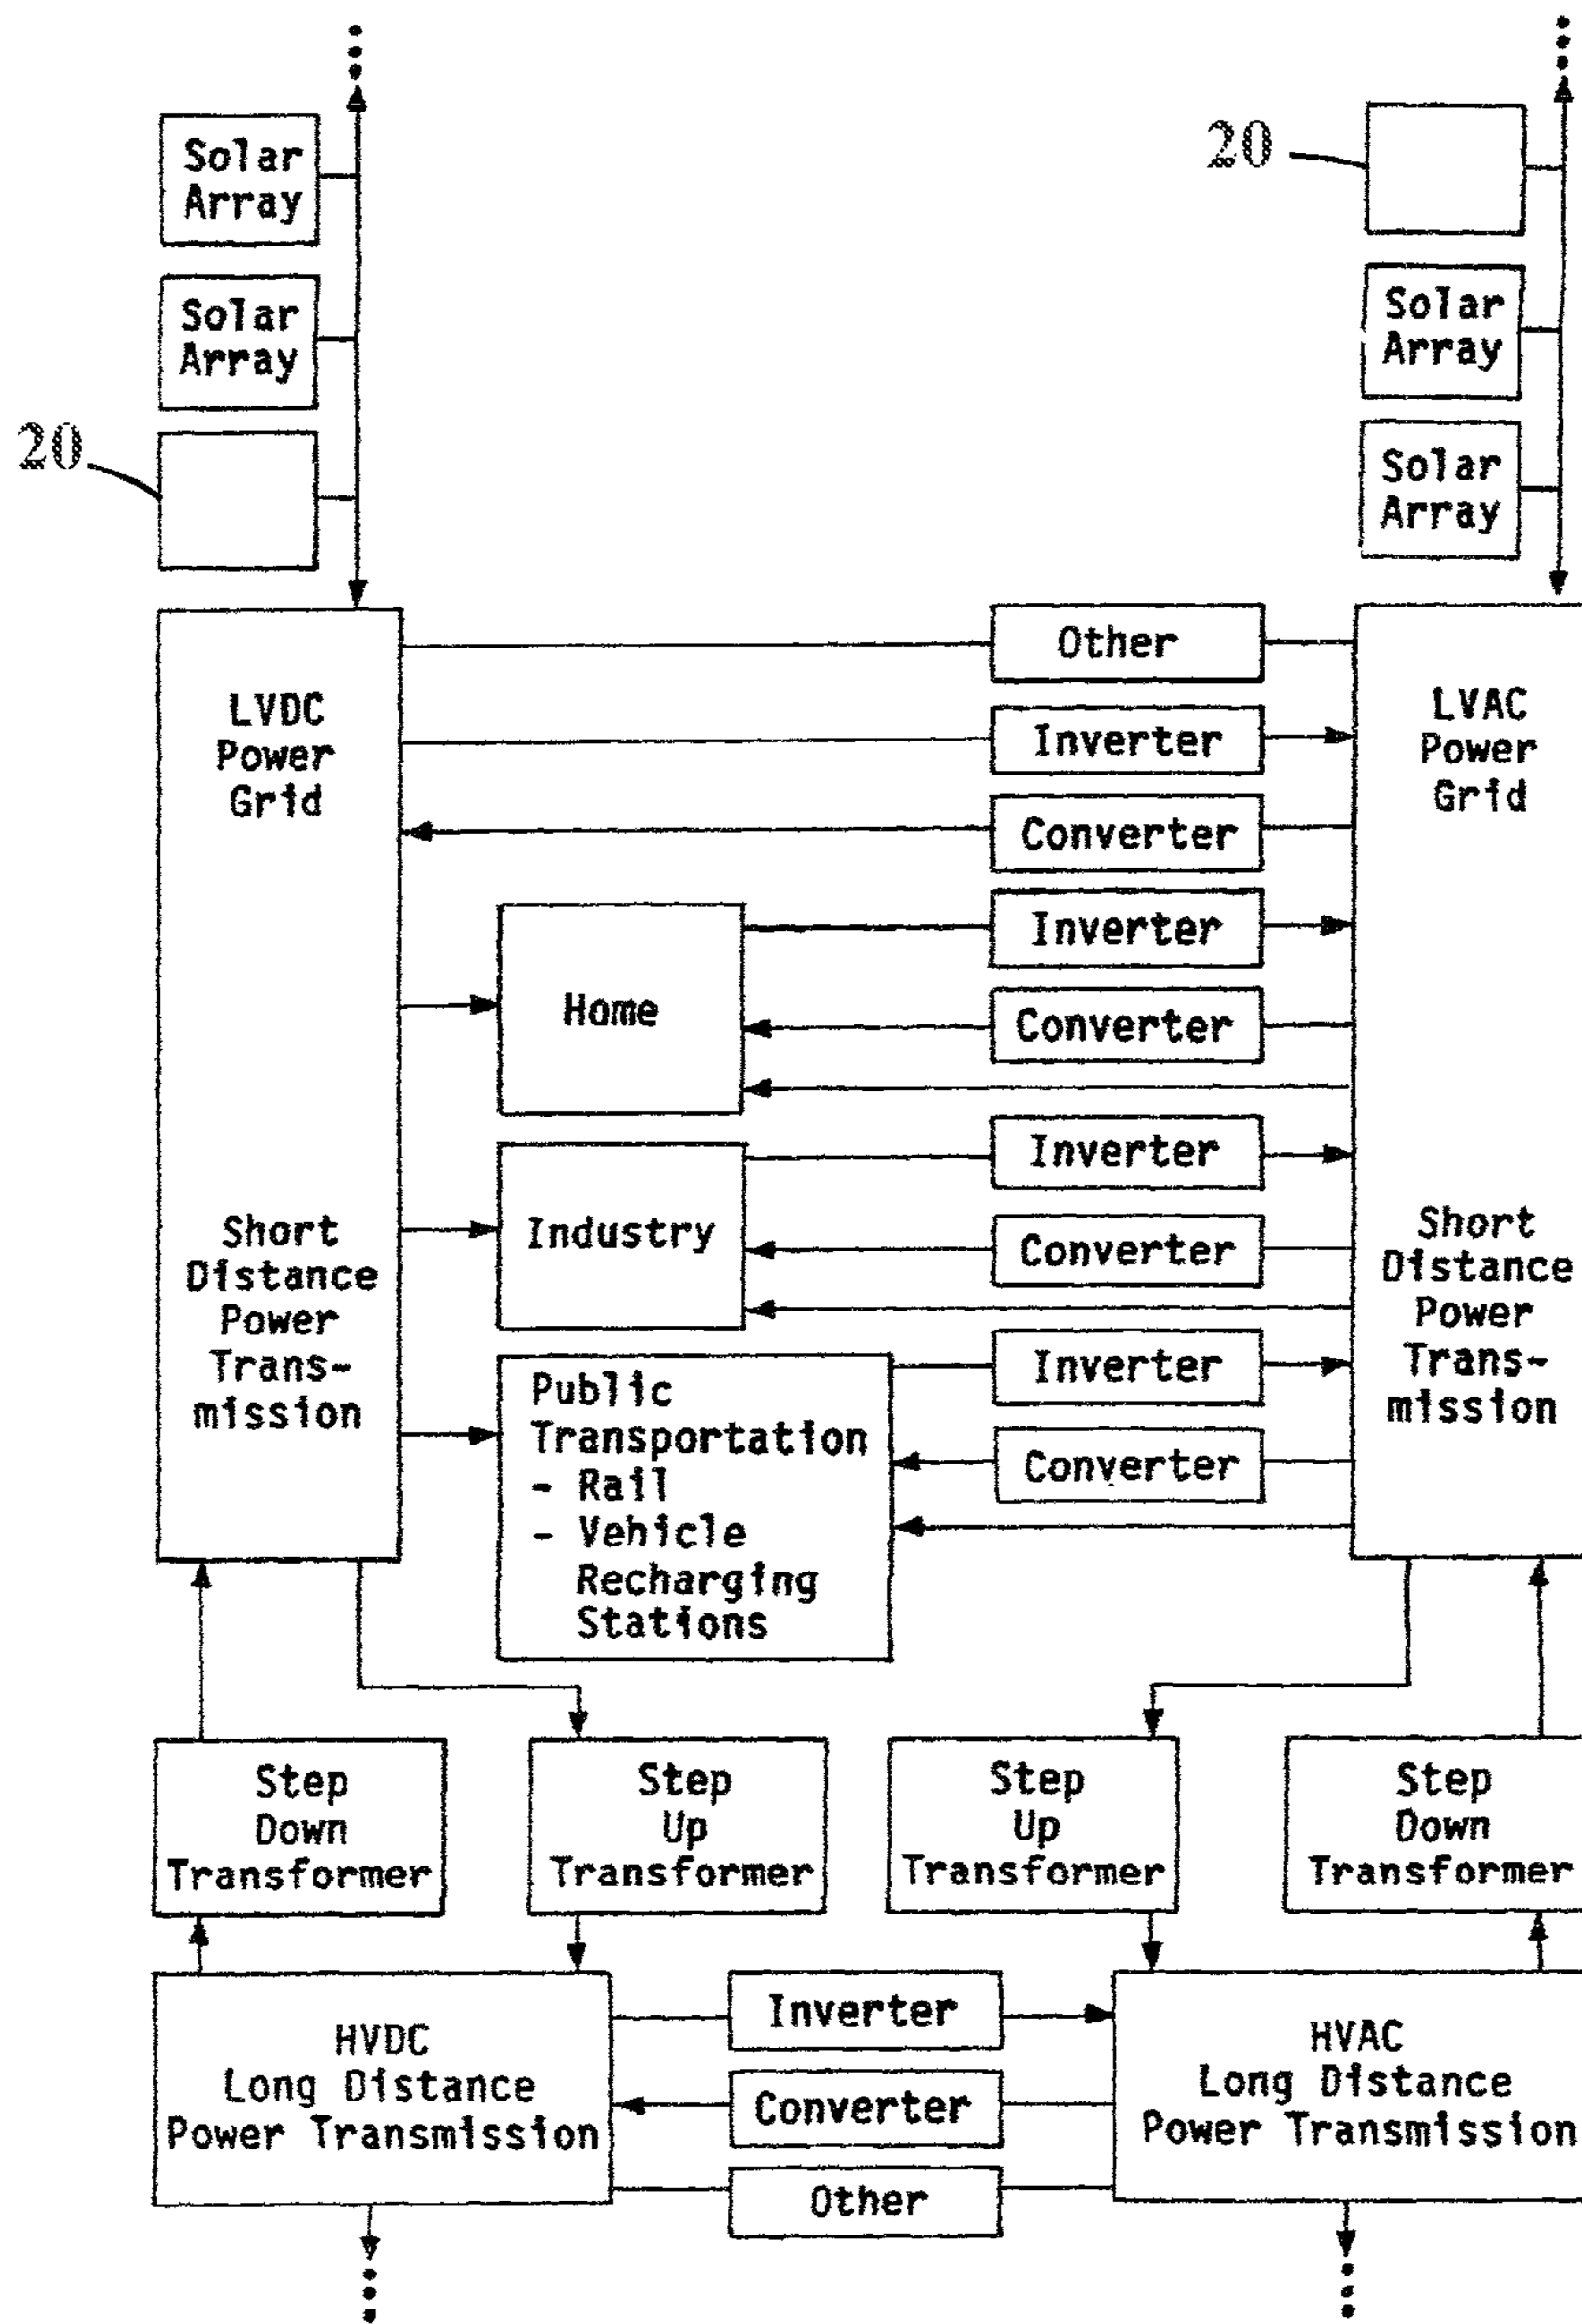 Solar
Array
20
Solar
Array
Solar
Array
20
Solar
Array
LVDC
Power
Grid
Short
Distance
Power
Trans-
mission
Other
Inverter
Converter
Inverter
Converter
Inverter
Converter
Inverter
Converter
Home
Industry
Public
Transportation
- Rail
- Vehicle
Recharging
Stations
LVAC
Power
Grid
Short
Distance
Power
Trans-
mission
Step
Down
Transformer
Step
Up
Transformer
Step
Up
Transformer
Step
Down
Transformer
HVDC
Long Distance
Power Transmission
Inverter
Converter
Other
HVAC
Long Distance
Power Transmission